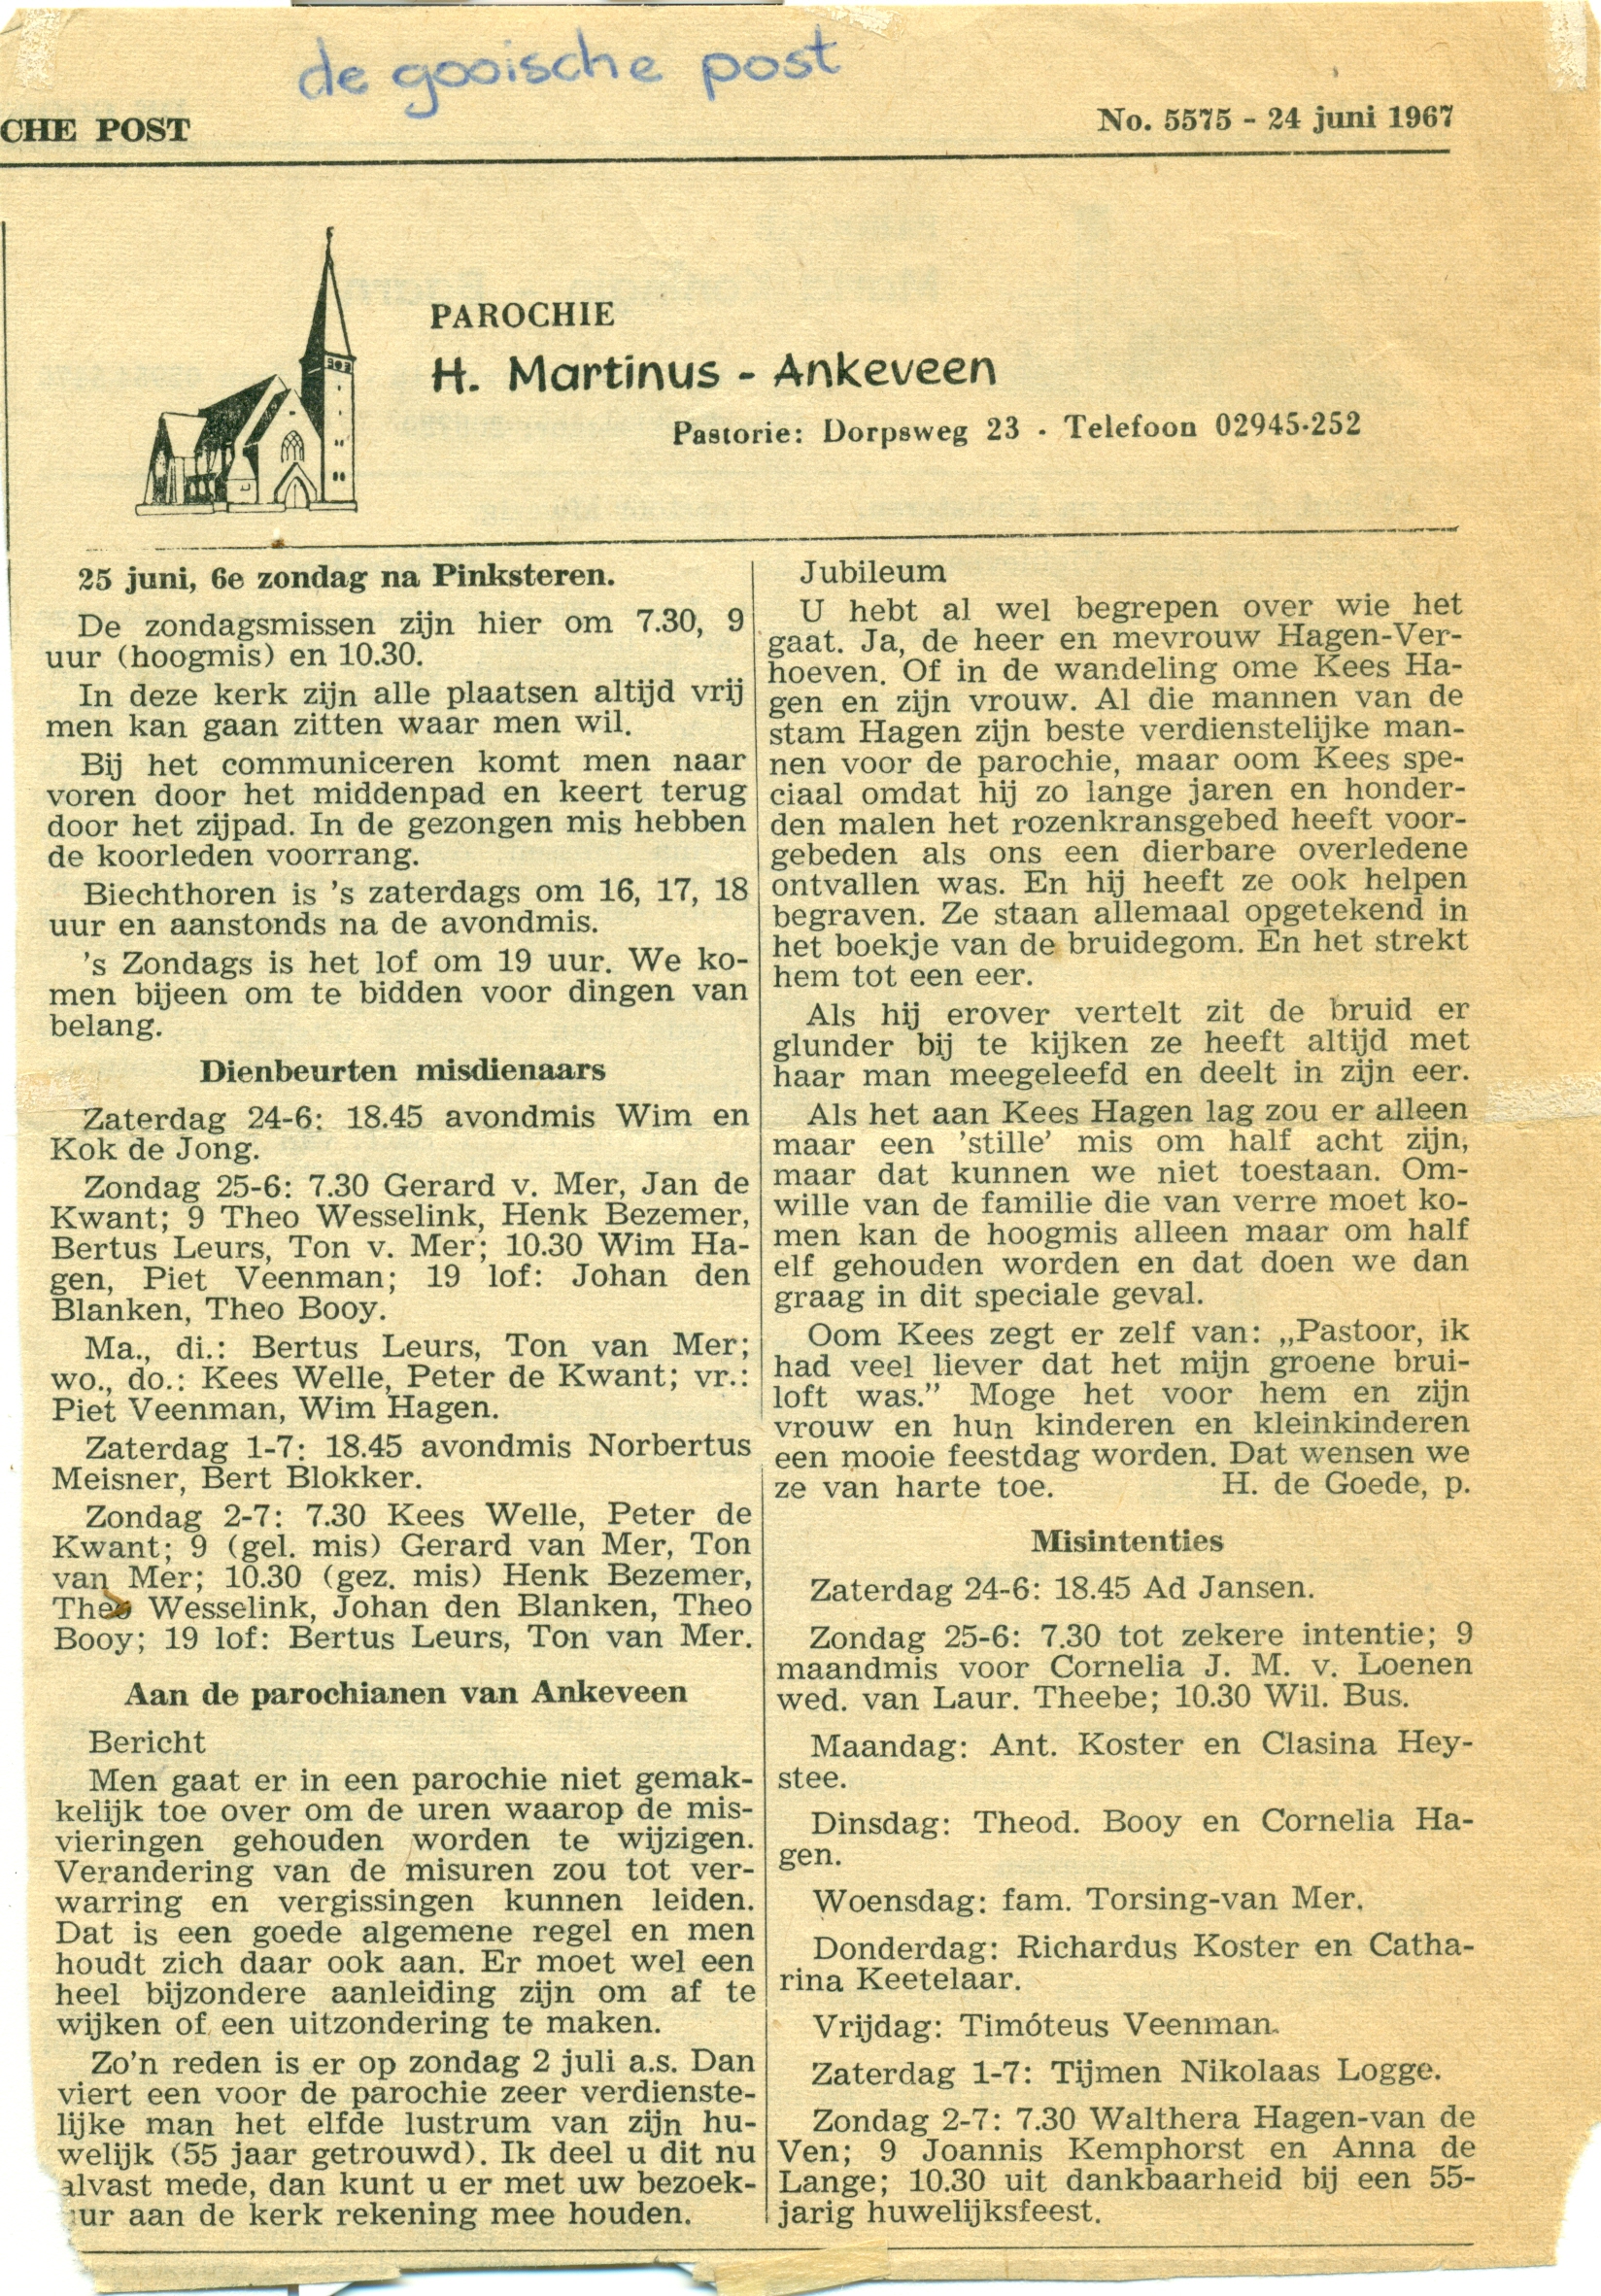 de gooische post
CHE POST
No. 5575 - 24 juni 1967
PAROCHIE
H. Martinus - Ankeveen
Pastorie: Dorpsweg 23 - Telefoon 02945-252
25 juni, 6e zondag na Pinksteren.
De zondagsmissen zijn hier om 7.30, 9
uur (hoogmis) en 10.30.
In deze kerk zijn alle plaatsen altijd vrij
men kan gaan zitten waar men wil.
Bij het communiceren komt men naar
voren door het middenpad en keert terug
door het zijpad. In de gezongen mis hebben
de koorleden voorrang.
Biechthoren is 's zaterdags om 16, 17, 18
uur en aanstonds na de avondmis.
's Zondags is het lof om 19 uur. We ko-
men bijeen om te bidden voor dingen van
belang.
Dienbeurten misdienaars
Zaterdag 24-6: 18.45 avondmis Wim en
Kok de Jong.
Zondag 25-6: 7.30 Gerard v. Mer, Jan de
Kwant; 9 Theo Wesselink, Henk Bezemer,
Bertus Leurs, Ton v. Mer; 10.30 Wim Ha-
gen, Piet Veenman; 19 lof: Johan den
Blanken, Theo Booy.
Ma., di.: Bertus Leurs, Ton van Mer;
wo., do.: Kees Welle, Peter de Kwant; vr.:
Piet Veenman, Wim Hagen.
Zaterdag 1-7: 18.45 avondmis Norbertus
Meisner, Bert Blokker.
Zondag 2-7: 7.30 Kees Welle, Peter de
Kwant; 9 (gel. mis) Gerard van Mer, Ton
van Mer; 10.30 (gez. mis) Henk Bezemer,
Theo Wesselink, Johan den Blanken, Theo
Booy; 19 lof: Bertus Leurs, Ton van Mer.
Aan de parochianen van Ankeveen
Bericht
Men gaat er in een parochie niet gemak-
kelijk toe over om de uren waarop de mis-
vieringen gehouden worden te wijzigen.
Verandering van de misuren zou tot ver-
warring en vergissingen kunnen leiden.
Dat is een goede algemene regel en men
houdt zich daar ook aan. Er moet wel een
heel bijzondere aanleiding zijn om af te
wijken of een uitzondering te maken.
Zo'n reden is er op zondag 2 juli a.s. Dan
viert een voor de parochie zeer verdienste-
lijke man het elfde lustrum van zijn hu-
welijk (55 jaar getrouwd). Ik deel u dit nu
alvast mede, dan kunt u er met uw bezoek-
uur aan de kerk rekening mee houden.
Jubileum
U hebt al wel begrepen over wie het
gaat. Ja, de heer en mevrouw Hagen-Ver-
hoeven. Of in de wandeling ome Kees Ha-
gen en zijn vrouw. Al die mannen van de
stam Hagen zijn beste verdienstelijke man-
nen voor de parochie, maar oom Kees spe-
ciaal omdat hij zo lange jaren en honder-
den malen het rozenkransgebed heeft voor-
gebeden als ons een dierbare overledene
ontvallen was. En hij heeft ze ook helpen
begraven. Ze staan allemaal opgetekend in
het boekje van de bruidegom. En het strekt
hem tot een eer.
Als hij erover vertelt zit de bruid er
glunder bij te kijken ze heeft altijd met
haar man meegeleefd en deelt in zijn eer.
Als het aan Kees Hagen lag zou er alleen
maar een 'stille' mis om half acht zijn,
maar dat kunnen we niet toestaan. Om-
wille van de familie die van verre moet ko-
men kan de hoogmis alleen maar om half
elf gehouden worden en dat doen we dan
graag in dit speciale geval.
Oom Kees zegt er zelf van: „Pastoor, ik
had veel liever dat het mijn groene brui-
loft was.” Moge het voor hem en zijn
vrouw en hun kinderen en kleinkinderen
een mooie feestdag worden. Dat wensen we
ze van harte toe. H. de Goede, p.
Misintenties
Zaterdag 24-6: 18.45 Ad Jansen.
Zondag 25-6: 7.30 tot zekere intentie; 9
maandmis voor Cornelia J. M. v. Loenen
wed. van Laur. Theebe; 10.30 Wil. Bus.
Maandag: Ant. Koster en Clasina Hey-
stee.
Dinsdag: Theod. Booy en Cornelia Ha-
gen.
Woensdag: fam. Torsing-van Mer.
Donderdag: Richardus Koster en Catha-
rina Keetelaar.
Vrijdag: Timóteus Veenman.
Zaterdag 1-7: Tijmen Nikolaas Logge.
Zondag 2-7: 7.30 Walthera Hagen-van de
Ven; 9 Joannis Kemphorst en Anna de
Lange; 10.30 uit dankbaarheid bij een 55-
jarig huwelijksfeest.